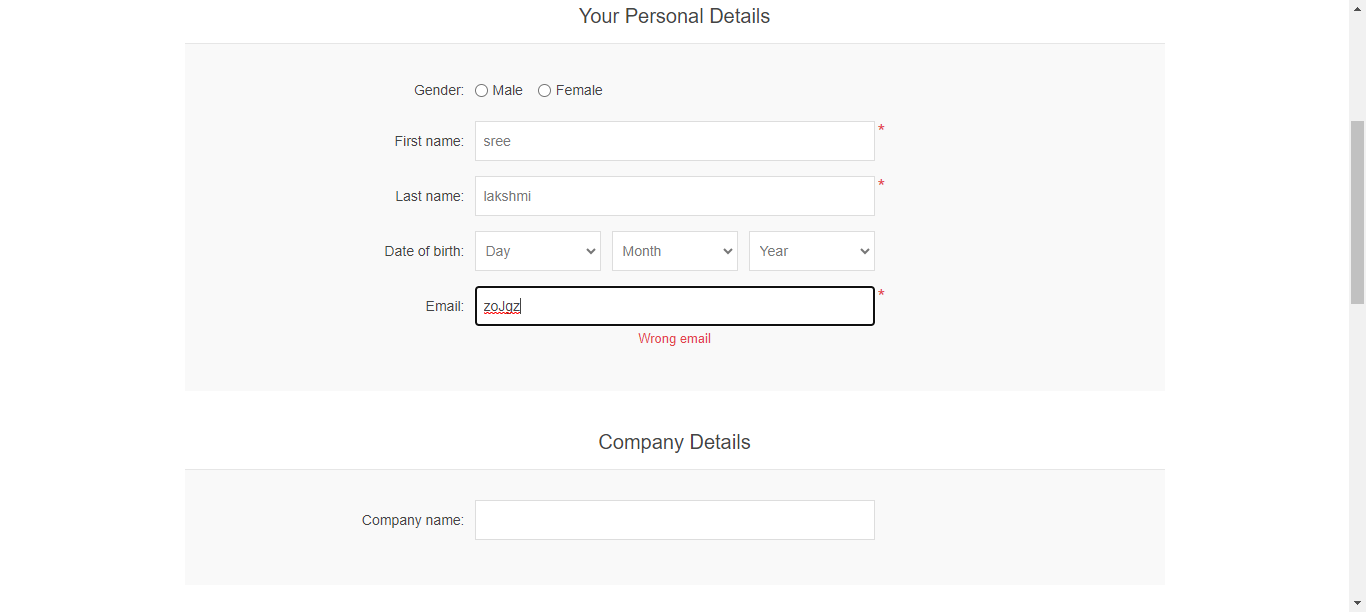 Your Personal Details
Gender: Male Female
First name: sree *
Last name: lakshmi *
Date of birth: Day Month Year
Email: zoJgz *
Wrong email
Company Details
Company name: